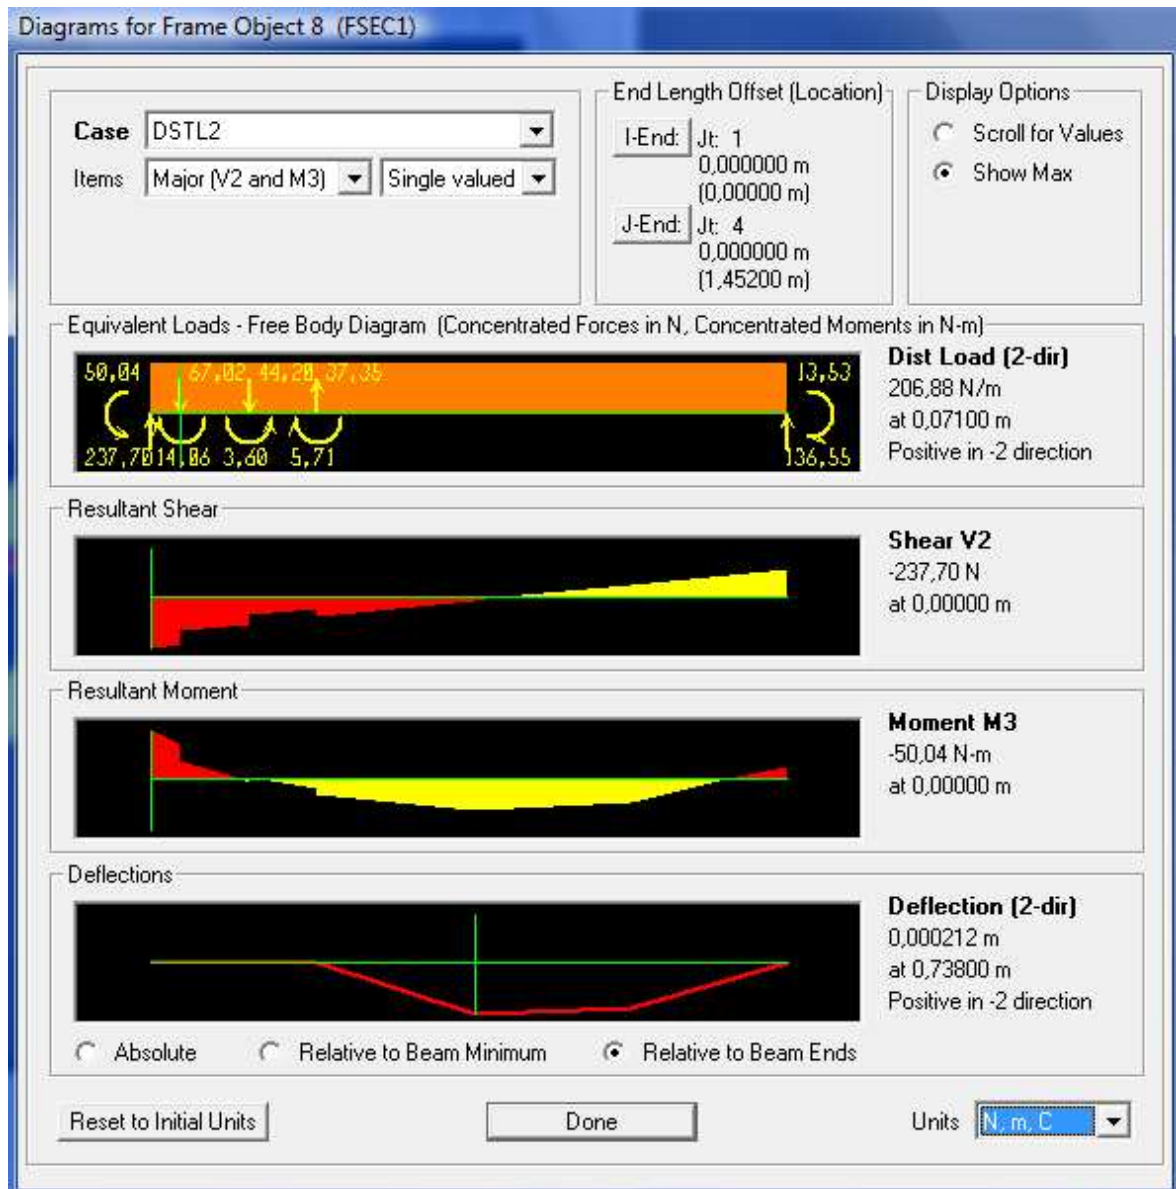 Diagrams for Frame Object 8 (FSEC1)
Case DSTL2
Items Major (V2 and M3) Single valued
End Length Offset (Location)
I-End: Jt: 1
0,000000 m
(0,00000 m)
J-End: Jt: 4
0,000000 m
(1,45200 m)
Display Options
Scroll for Values
Show Max
Equivalent Loads - Free Body Diagram (Concentrated Forces in N, Concentrated Moments in N-m)
50,04 67,02 44,20 37,35 13,53
237,70 14,06 3,60 5,71 136,55
Dist Load (2-dir)
206,88 N/m
at 0,07100 m
Positive in -2 direction
Resultant Shear
Shear V2
-237,70 N
at 0,00000 m
Resultant Moment
Moment M3
-50,04 N-m
at 0,00000 m
Deflections
Deflection (2-dir)
0,000212 m
at 0,73800 m
Positive in -2 direction
Absolute Relative to Beam Minimum Relative to Beam Ends
Reset to Initial Units Done Units N, m, C